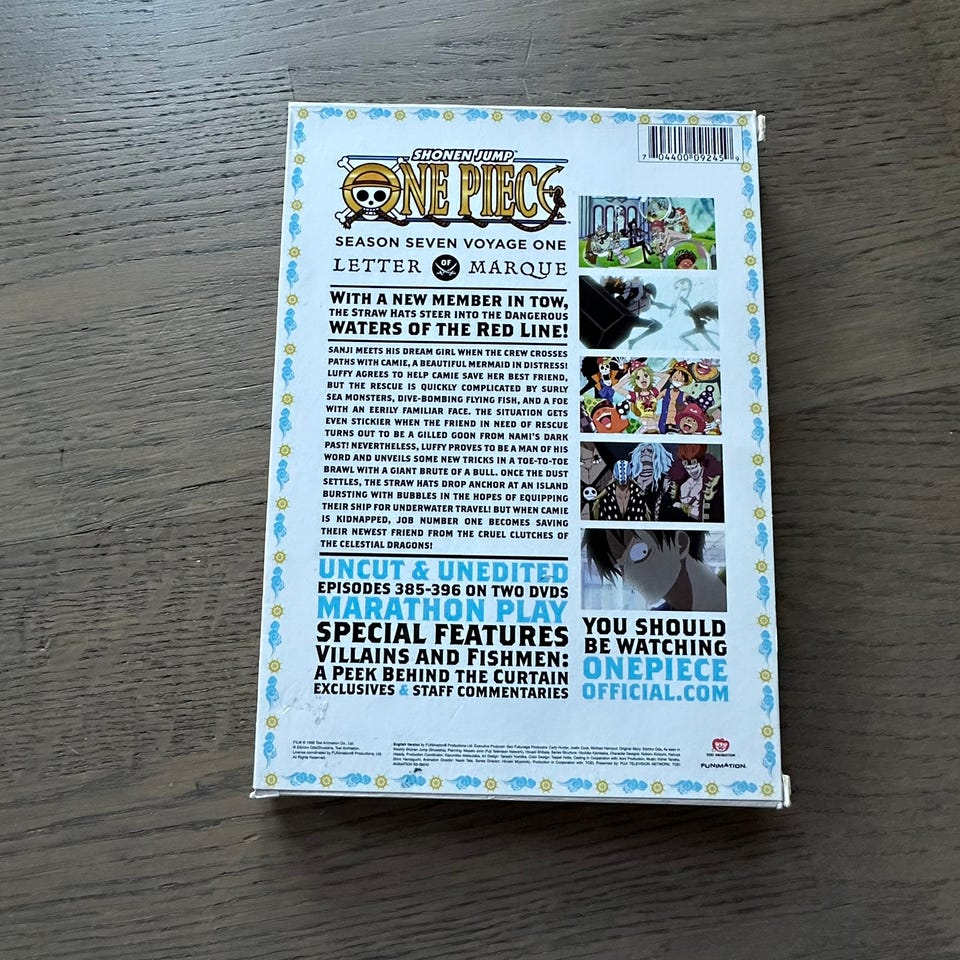 7 04400 09245 9
SHONEN JUMP
ONE PIECE
SEASON SEVEN VOYAGE ONE
LETTER OF MARQUE
WITH A NEW MEMBER IN TOW,
THE STRAW HATS STEER INTO THE DANGEROUS
WATERS OF THE RED LINE!
SANJI MEETS HIS DREAM GIRL WHEN THE CREW CROSSES
PATHS WITH CAMIE, A BEAUTIFUL MERMAID IN DISTRESS!
LUFFY AGREES TO HELP CAMIE SAVE HER BEST FRIEND,
BUT THE RESCUE IS QUICKLY COMPLICATED BY SURLY
SEA MONSTERS, DIVE-BOMBING FLYING FISH, AND A FOE
WITH AN EERILY FAMILIAR FACE. THE SITUATION GETS
EVEN STICKIER WHEN THE FRIEND IN NEED OF RESCUE
TURNS OUT TO BE A GILLED GOON FROM NAMI'S DARK
PAST! NEVERTHELESS, LUFFY PROVES TO BE A MAN OF HIS
WORD AND UNVEILS SOME NEW TRICKS IN A TOE-TO-TOE
BRAWL WITH A GIANT BRUTE OF A BULL. ONCE THE DUST
SETTLES, THE STRAW HATS DROP ANCHOR AT AN ISLAND
BURSTING WITH BUBBLES IN THE HOPES OF EQUIPPING
THEIR SHIP FOR UNDERWATER TRAVEL! BUT WHEN CAMIE
IS KIDNAPPED, JOB NUMBER ONE BECOMES SAVING
THEIR NEWEST FRIEND FROM THE CRUEL CLUTCHES OF
THE CELESTIAL DRAGONS!
UNCUT & UNEDITED
EPISODES 385-396 ON TWO DVDS
MARATHON PLAY
SPECIAL FEATURES
VILLAINS AND FISHMEN:
A PEEK BEHIND THE CURTAIN
EXCLUSIVES & STAFF COMMENTARIES
YOU SHOULD
BE WATCHING
ONEPIECE
OFFICIAL.COM
TOEI ANIMATION
FUNIMATION